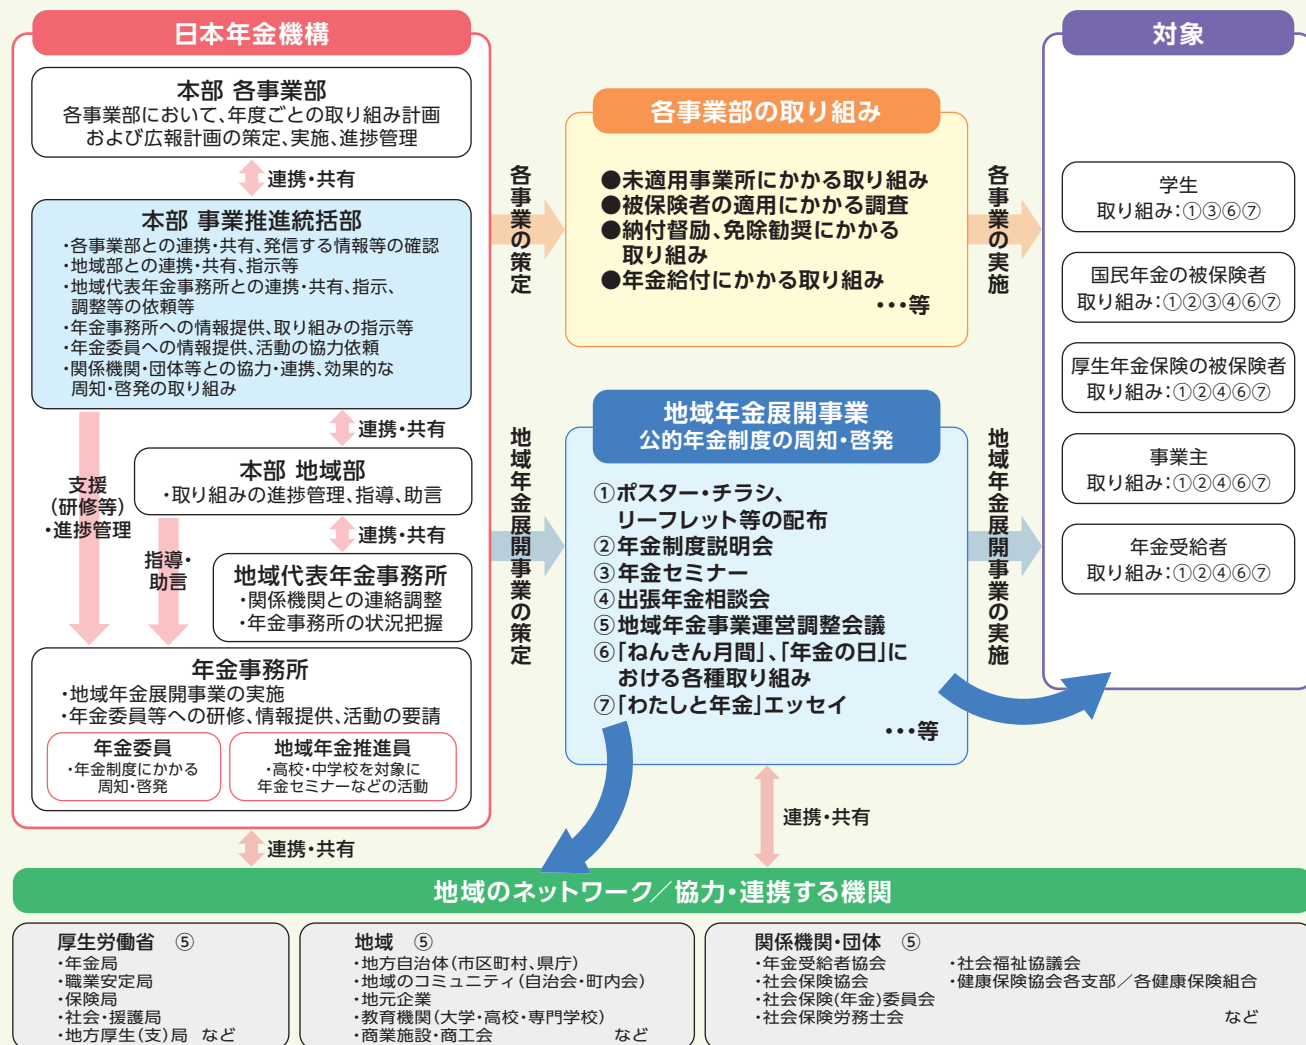 日本年金機構
本部 各事業部
各事業部において、年度ごとの取り組み計画
および広報計画の策定、実施、進捗管理
連携・共有
本部 事業推進統括部
・各事業部との連携・共有、発信する情報等の確認
・地域部との連携・共有、指示等
・地域代表年金事務所との連携・共有、指示、
調整等の依頼等
・年金事務所への情報提供、取り組みの指示等
・年金委員への情報提供、活動の協力依頼
・関係機関・団体等との協力・連携、効果的な
周知・啓発の取り組み
連携・共有
本部 地域部
・取り組みの進捗管理、指導、助言
支援
(研修等)
・進捗管理
連携・共有
指導・
助言
地域代表年金事務所
・関係機関との連絡調整
・年金事務所の状況把握
年金事務所
・地域年金展開事業の実施
・年金委員等への研修、情報提供、活動の要請
年金委員
・年金制度にかかる
周知・啓発
地域年金推進員
・高校・中学校を対象に
年金セミナーなどの活動
連携・共有
各事業の策定
地域年金展開事業の策定
各事業部の取り組み
●未適用事業所にかかる取り組み
●被保険者の適用にかかる調査
●納付督励、免除勧奨にかかる
取り組み
●年金給付にかかる取り組み
・・・等
地域年金展開事業
公的年金制度の周知・啓発
①ポスター・チラシ、
リーフレット等の配布
②年金制度説明会
③年金セミナー
④出張年金相談会
⑤地域年金事業運営調整会議
⑥「ねんきん月間」、「年金の日」に
おける各種取り組み
⑦「わたしと年金」エッセイ
・・・等
連携・共有
各事業の実施
地域年金展開事業の実施
対象
学生
取り組み：①③⑥⑦
国民年金の被保険者
取り組み：①②③④⑥⑦
厚生年金保険の被保険者
取り組み：①②④⑥⑦
事業主
取り組み：①②④⑥⑦
年金受給者
取り組み：①②④⑥⑦
地域のネットワーク／協力・連携する機関
厚生労働省 ⑤
・年金局
・職業安定局
・保険局
・社会・援護局
・地方厚生(支)局 など
地域 ⑤
・地方自治体(市区町村、県庁)
・地域のコミュニティ(自治会・町内会)
・地元企業
・教育機関(大学・高校・専門学校)
・商業施設・商工会 など
関係機関・団体 ⑤
・年金受給者協会
・社会保険協会
・社会保険(年金)委員会
・社会保険労務士会
・社会福祉協議会
・健康保険協会各支部／各健康保険組合
など